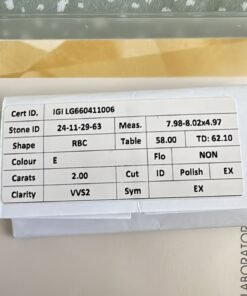 Cert ID. IGI LG660411006
Stone ID 24-11-29-63 Meas. 7.98-8.02x4.97
Shape RBC Table 58.00 TD: 62.10
Colour E Flo NON
Carats 2.00 Cut ID Polish EX
Clarity VVS2 Sym EX
LABORATOR